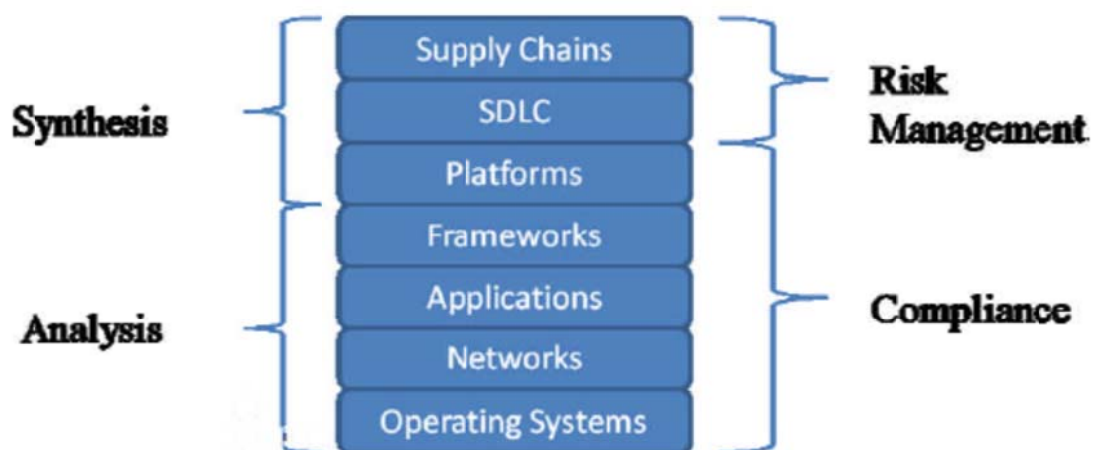 Supply Chains
SDLC
Platforms
Frameworks
Applications
Networks
Operating Systems
Synthesis
Analysis
Risk
Management
Compliance